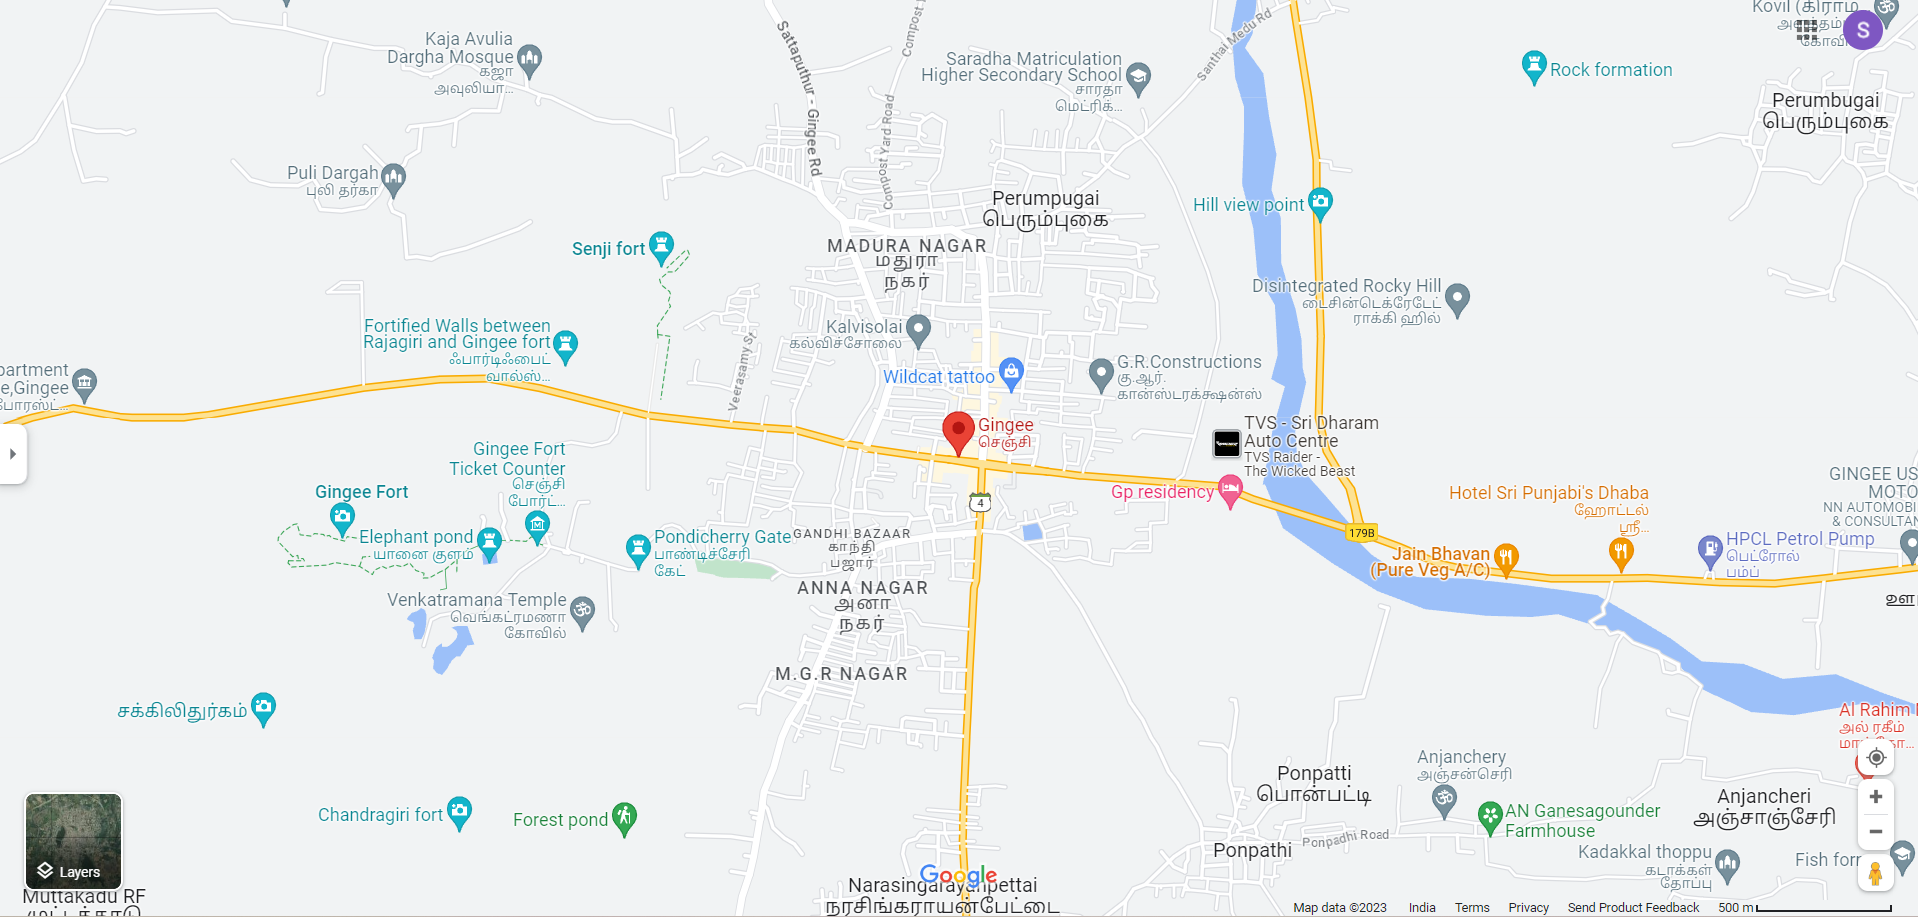 Kovil (கிராம
கோவி
Kaja Avulia
Dargha Mosque
கஜா
அவுலியா...
Sattaputhur - Gingee Rd
Compost Yard Road
Santhai Medu Rd
Saradha Matriculation
Higher Secondary School
சாரதா
மெட்ரிக்...
S
Rock formation
Perumbugai
பெரும்புகை
Puli Dargah
புலி தர்கா
Perumpugai
பெரும்புகை
Hill view point
Senji fort
MADURA NAGAR
மதுரா
நகர்
Disintegrated Rocky Hill
டைசின்டெக்ரேடேட்
ராக்கி ஹில்
Fortified Walls between
Rajagiri and Gingee fort
ஃபார்டிஃபைட்
வால்ஸ்...
Kalvisolai
கல்விச்சோலை
Veerasamy St
Wildcat tattoo
G.R.Constructions
கு.ஆர்.
கான்ஸ்டரக்க்ஷன்ஸ்
partment
e,Gingee
போரஸ்ட்...
Gingee
செஞ்சி
TVS - Sri Dharam
Auto Centre
TVS Raider -
The Wicked Beast
Gingee Fort
Ticket Counter
செஞ்சி
போர்ட்...
Gingee Fort
Gp residency
4
GINGEE US
MOTO
NN AUTOMOBI
& CONSULTAN
Hotel Sri Punjabi's Dhaba
ஹோட்டல்
ஸ்ரீ...
Elephant pond
யானை குளம்
Pondicherry Gate
பாண்டிச்சேரி
கேட்
GANDHI BAZAAR
காந்தி
பஜார்
179B
HPCL Petrol Pump
பெட்ரோல்
பம்ப்
Jain Bhavan
(Pure Veg A/C)
ANNA NAGAR
அனா
நகர்
Venkatramana Temple
வெங்கட்ரமணா
கோவில்
ஊள
M.G.R NAGAR
சக்கிலிதுர்கம்
Al Rahim
அல் ரகீம்
Ponpatti
பொன்பட்டி
Anjanchery
அஞ்சன்செரி
Anjancheri
அஞ்சாஞ்சேரி
Chandragiri fort
Forest pond
AN Ganesagounder
Farmhouse
Ponpadhi Road
Ponpathi
Kadakkal thoppu
கடாக்கள்
தோப்பு
Fish forr
Layers
Muttakadu RF
Google
Narasingarayanpettai
நரசிங்கராயன்பேட்டை
Map data ©2023 India Terms Privacy Send Product Feedback 500 m